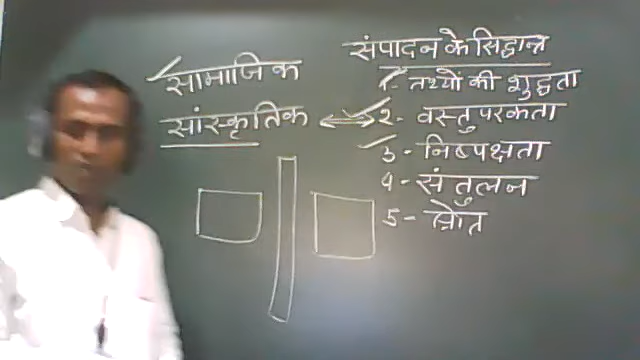 सामाजिक
सांस्कृतिक
संपादन के सिद्धान्त
1- तथ्यों की शुद्धता
2- वस्तुपरकता
3- निष्पक्षता
4- संतुलन
5- स्रोत